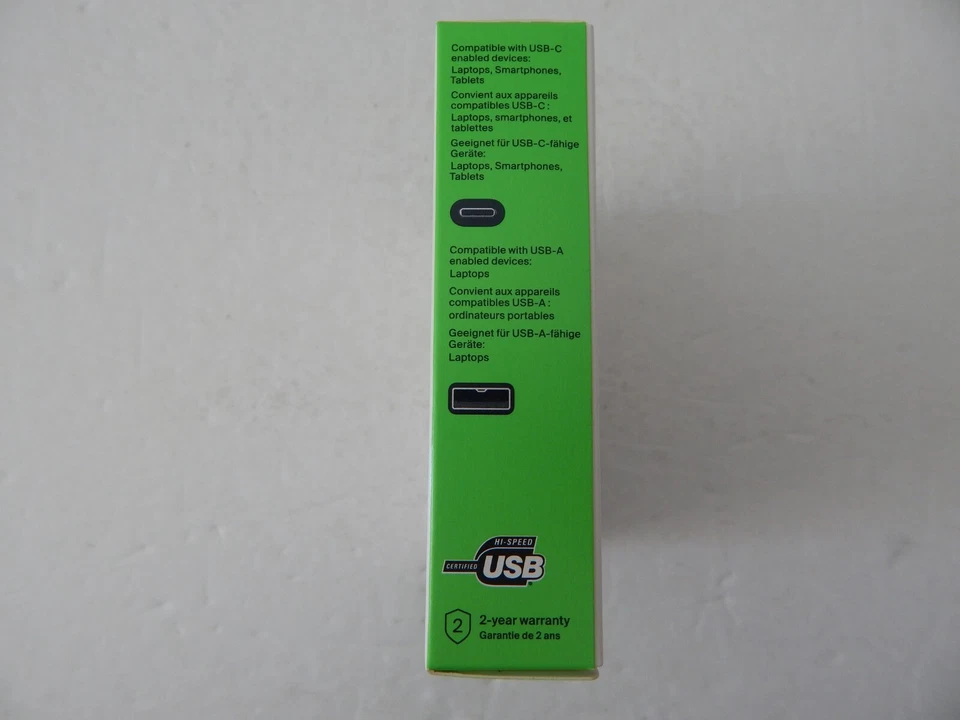 Compatible with USB-C
enabled devices:
Laptops, Smartphones,
Tablets
Convient aux appareils
compatibles USB-C :
Laptops, smartphones, et
tablettes
Geeignet für USB-C-fähige
Geräte:
Laptops, Smartphones,
Tablets
Compatible with USB-A
enabled devices:
Laptops
Convient aux appareils
compatibles USB-A :
ordinateurs portables
Geeignet für USB-A-fähige
Geräte:
Laptops
HI-SPEED
CERTIFIED USB
2
2-year warranty
Garantie de 2 ans